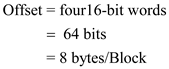 Offset = four16-bit words
= 64 bits
= 8 bytes/Block